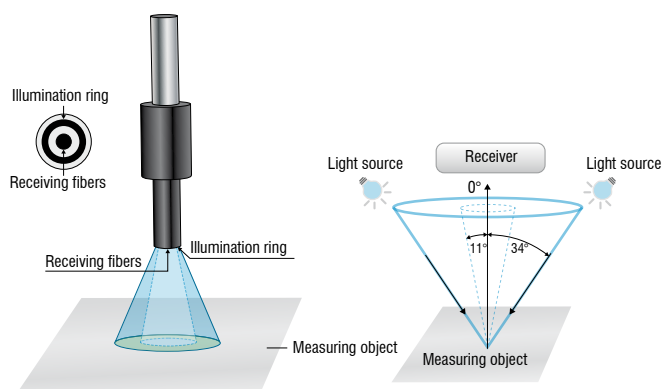 Illumination ring
Receiving fibers
Receiving fibers
Illumination ring
Measuring object
Light source
Receiver
Light source
0°
11°
34°
Measuring object